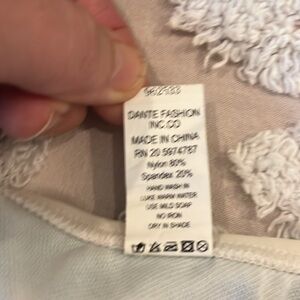 DANTE FASHION
INC.CO
MADE IN CHINA
RN 20 5974787
Nylon 80%
Spandex 20%
HAND WASH IN
LUKE WARM WATER
USE MILD SOAP
NO IRON
DRY IN SHADE